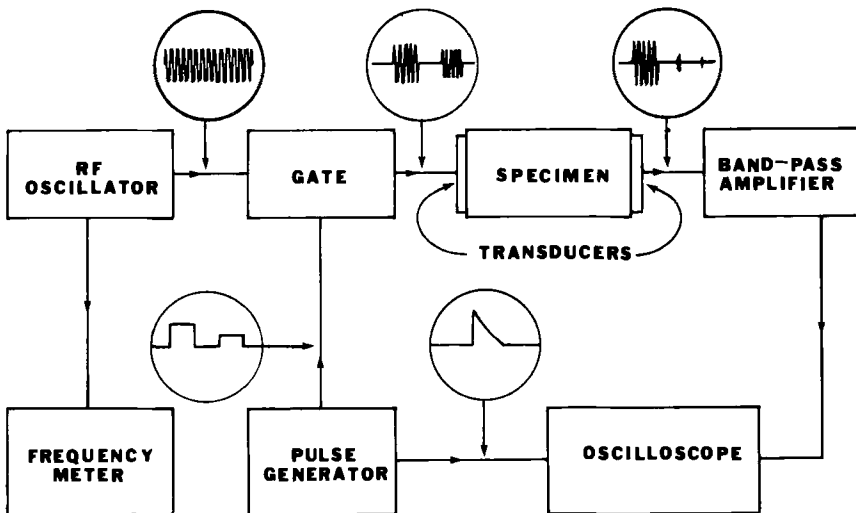 RF
OSCILLATOR
GATE
SPECIMEN
BAND-PASS
AMPLIFIER
TRANSDUCERS
FREQUENCY
METER
PULSE
GENERATOR
OSCILLOSCOPE